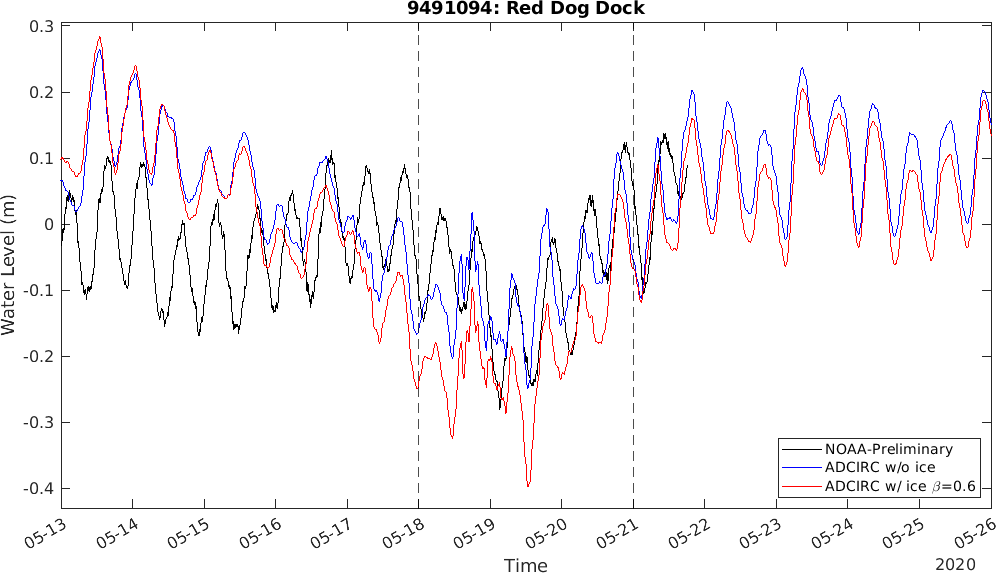 9491094: Red Dog Dock
Water Level (m)
0.3
0.2
0.1
0
-0.1
-0.2
-0.3
-0.4
NOAA-Preliminary
ADCIRC w/o ice
ADCIRC w/ ice β=0.6
05-13 05-14 05-15 05-16 05-17 05-18 05-19 05-20 05-21 05-22 05-23 05-24 05-25 05-26
Time
2020